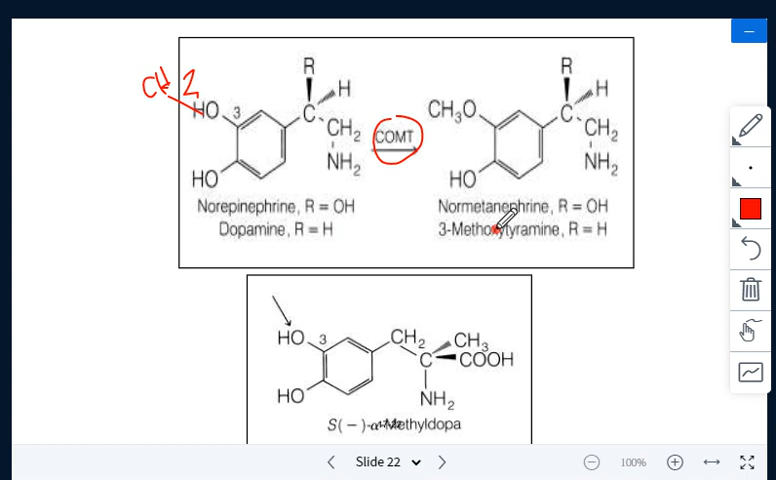 R
H
HO 3
C
CH2
NH2
HO
Norepinephrine, R = OH
Dopamine, R = H
COMT
R
H
CH3O
C
CH2
NH2
HO
Normetanephrine, R = OH
3-Methoxytyramine, R = H
HO 3
CH2
CH3
C COOH
HO
NH2
S(−)-α-Methyldopa
Slide 22
100%